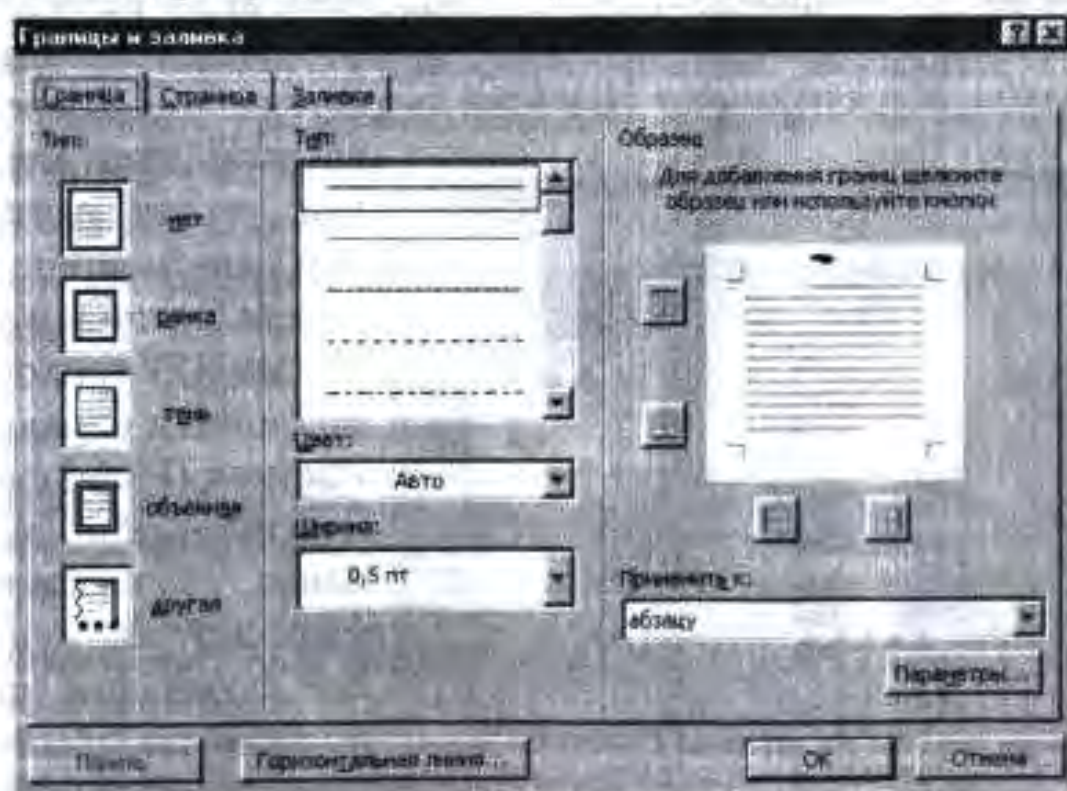 Границы и заливка
Граница Страница Заливка
Тип:
нет
рамка
тень
объемная
другая
Тип:
Цвет:
Авто
Ширина:
0,5 пт
Образец
Для добавления границ щелкните
образец или используйте кнопки
Применить к:
абзацу
Параметры...
Панель
Горизонтальная линия...
ОК
Отмена